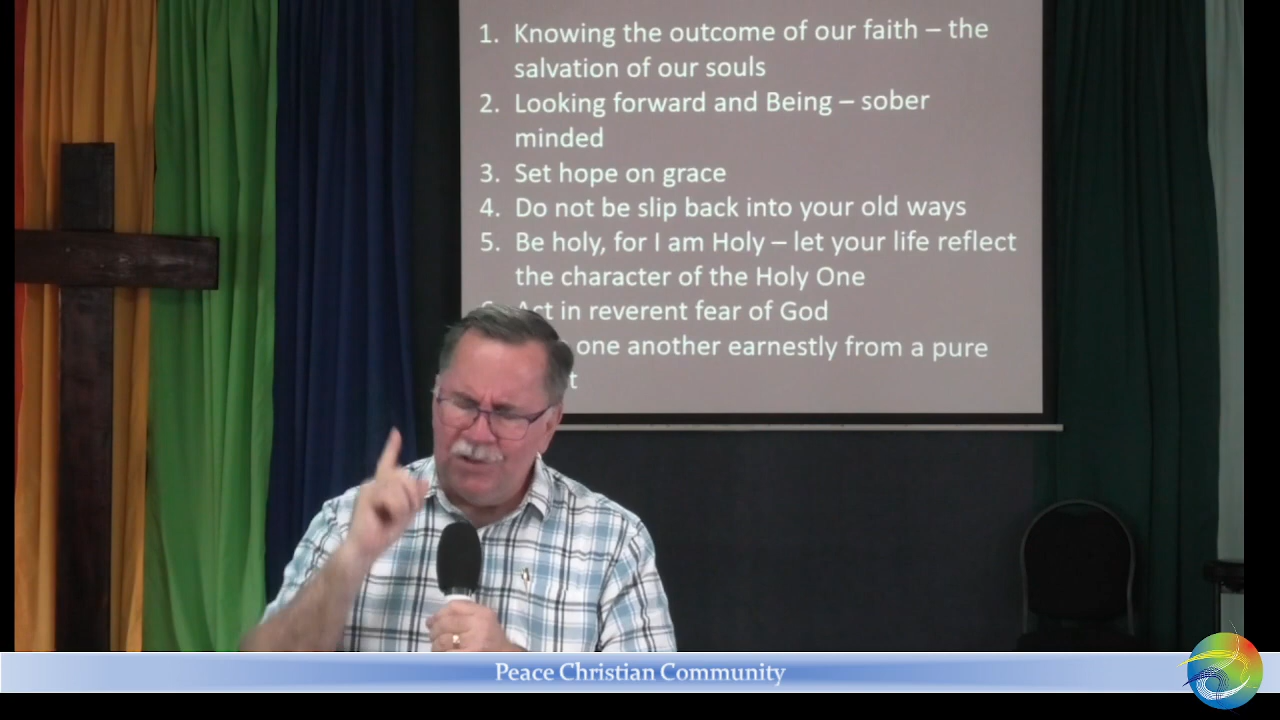 1. Knowing the outcome of our faith – the
salvation of our souls
2. Looking forward and Being – sober
minded
3. Set hope on grace
4. Do not be slip back into your old ways
5. Be holy, for I am Holy – let your life reflect
the character of the Holy One
Act in reverent fear of God
one another earnestly from a pure
Peace Christian Community